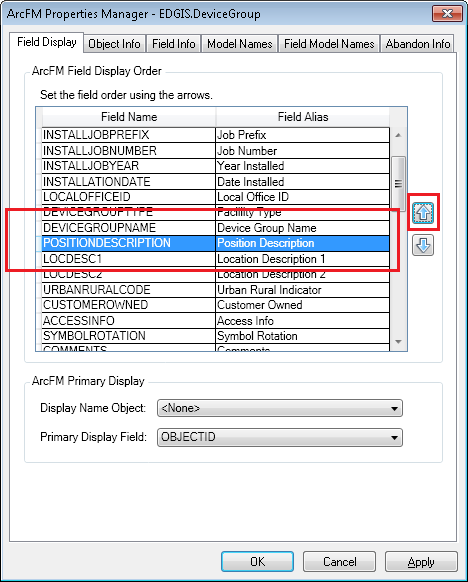 ArcFM Properties Manager - EDGIS.DeviceGroup
Field Display Object Info Field Info Model Names Field Model Names Abandon Info
ArcFM Field Display Order
Set the field order using the arrows.
Field Name Field Alias
INSTALLJOBPREFIX Job Prefix
INSTALLJOBNUMBER Job Number
INSTALLJOBYEAR Year Installed
INSTALLATIONDATE Date Installed
LOCALOFFICEID Local Office ID
DEVICEGROUPTYPE Facility Type
DEVICEGROUPNAME Device Group Name
POSITIONDESCRIPTION Position Description
LOCDESC1 Location Description 1
LOCDESC2 Location Description 2
URBANRURALCODE Urban Rural Indicator
CUSTOMEROWNED Customer Owned
ACCESSINFO Access Info
SYMBOLROTATION Symbol Rotation
COMMENTS Comments
ArcFM Primary Display
Display Name Object: <None>
Primary Display Field: OBJECTID
OK Cancel Apply